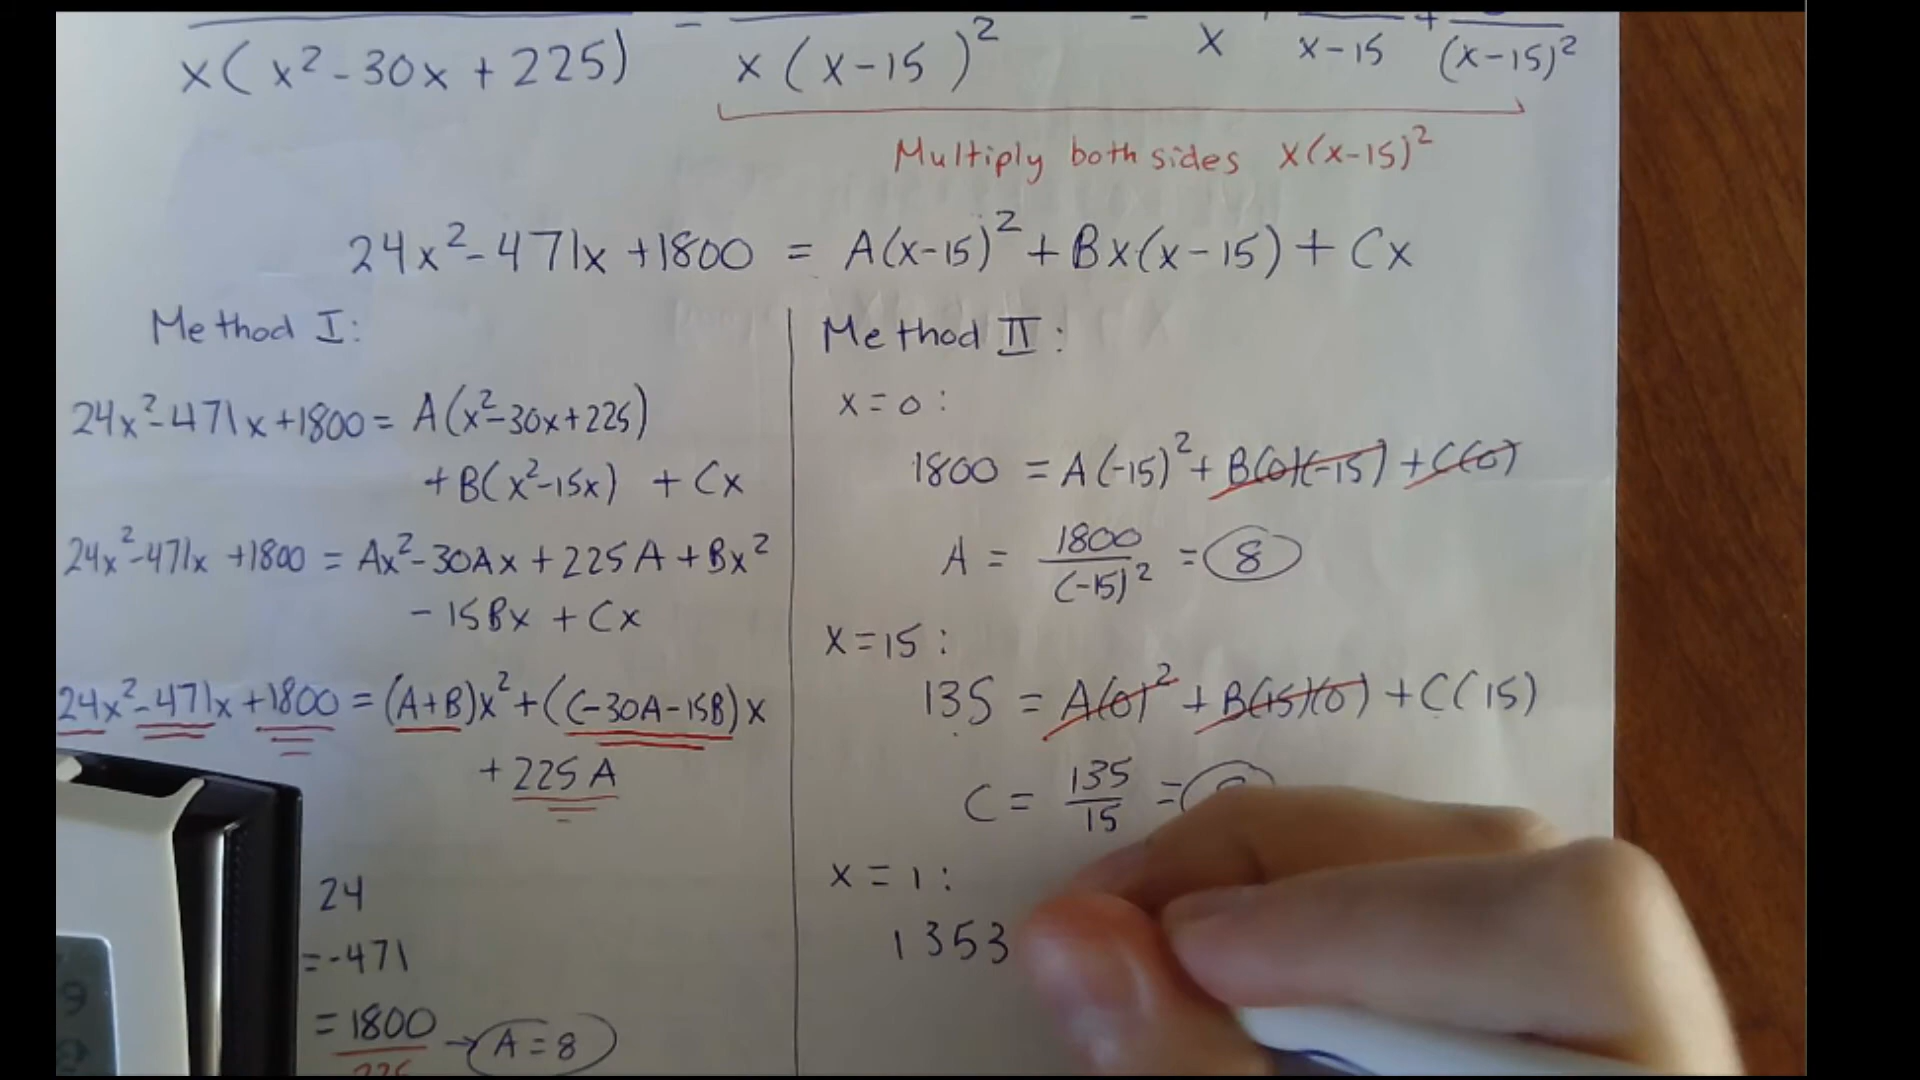 x(x²-30x+225) = x(x-15)² = x + x-15 + (x-15)²
Multiply both sides x(x-15)²
24x²-471x+1800 = A(x-15)²+Bx(x-15)+Cx
Method I:
24x²-471x+1800 = A(x²-30x+225)
+B(x²-15x) + Cx
24x²-471x+1800 = Ax²-30Ax+225A+Bx²
-15Bx + Cx
24x²-471x+1800 = (A+B)x²+(C-30A-15B)x
+225A
24
=-471
=1800 → A=8
225
Method II:
x=0:
1800 = A(-15)²+B(0)(-15)+C(0)
A = 1800/(-15)² = 8
x=15:
135 = A(0)²+B(15)(0)+C(15)
C = 135/15 =
x=1:
1353